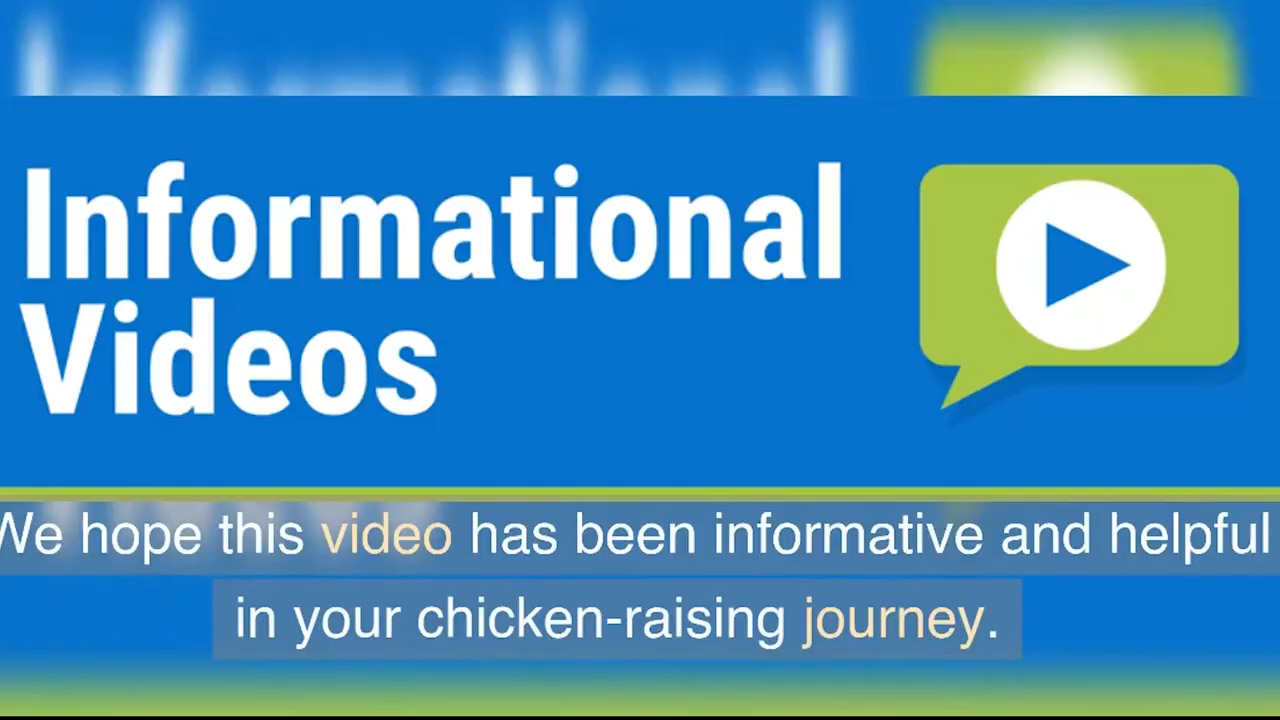 Informational
Videos
We hope this video has been informative and helpful
in your chicken-raising journey.